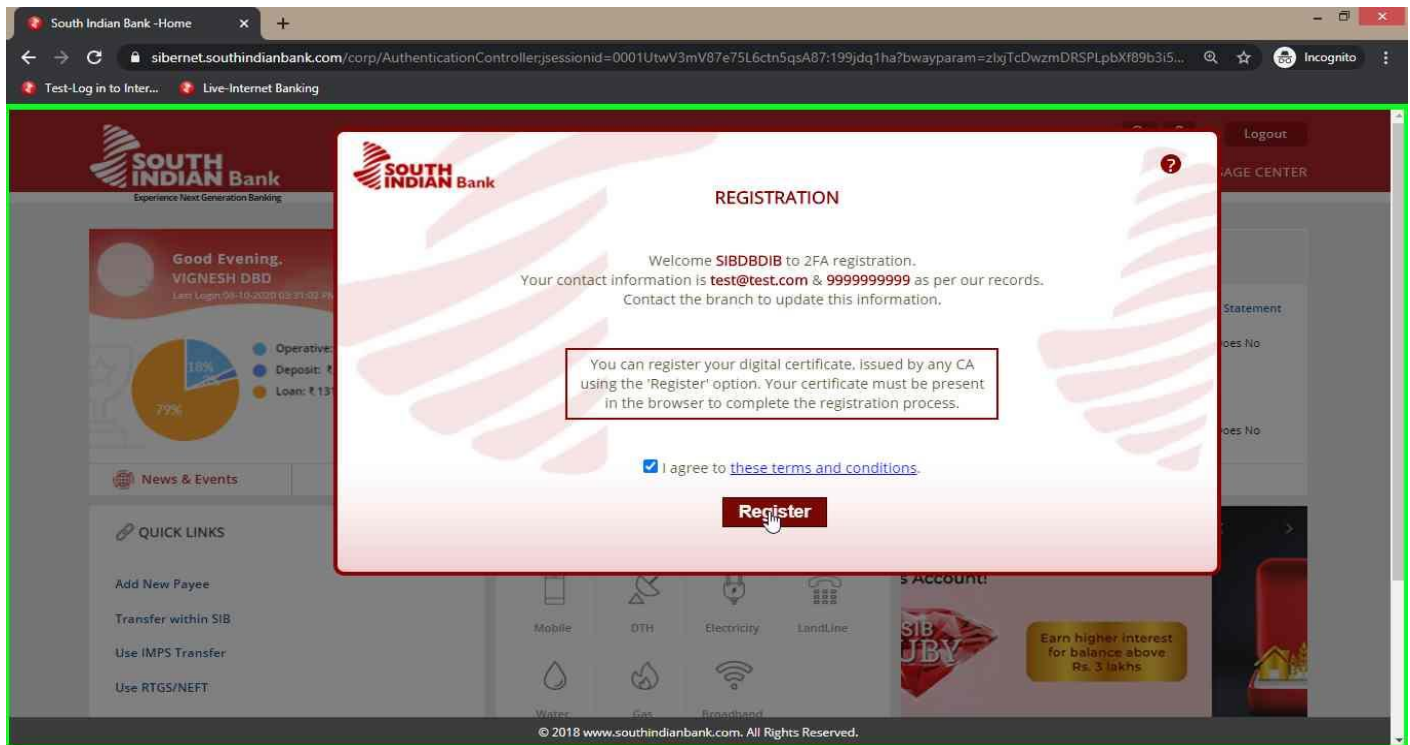 South Indian Bank -Home
sibernet.southindianbank.com/corp/AuthenticationController;jsessionid=0001UtwV3mV87e75L6ctn5qsA87:199jdq1ha?bwayparam=zlxjTcDwzmDRSPLpbXf89b3i5...
Incognito
Test-Log in to Inter...
Live-Internet Banking
SOUTH
INDIAN Bank
Experience Next Generation Banking
Logout
SAGE CENTER
SOUTH
INDIAN Bank
REGISTRATION
Welcome SIBDBDIB to 2FA registration.
Your contact information is test@test.com & 9999999999 as per our records.
Contact the branch to update this information.
You can register your digital certificate, issued by any CA
using the 'Register' option. Your certificate must be present
in the browser to complete the registration process.
I agree to these terms and conditions.
Register
Good Evening.
VIGNESH DBD
Operative:
Deposit: ₹
Loan: ₹ 131
18%
79%
Statement
oes No
oes No
News & Events
QUICK LINKS
Add New Payee
Transfer within SIB
Use IMPS Transfer
Use RTGS/NEFT
Mobile
DTH
Electricity
LandLine
Water
Gas
Broadband
s Account!
SIB
RUBY
Earn higher interest
for balance above
Rs. 3 lakhs
© 2018 www.southindianbank.com. All Rights Reserved.